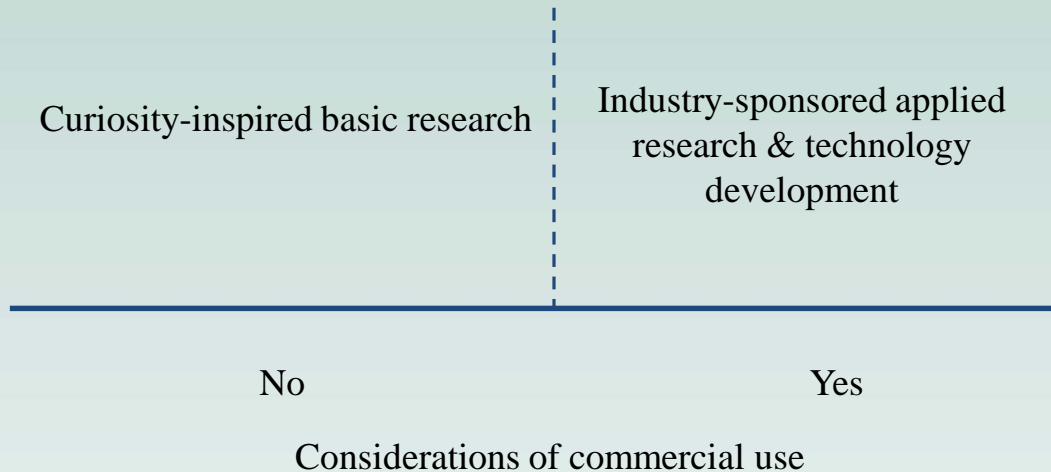 Curiosity-inspired basic research
Industry-sponsored applied
research & technology
development
No
Yes
Considerations of commercial use